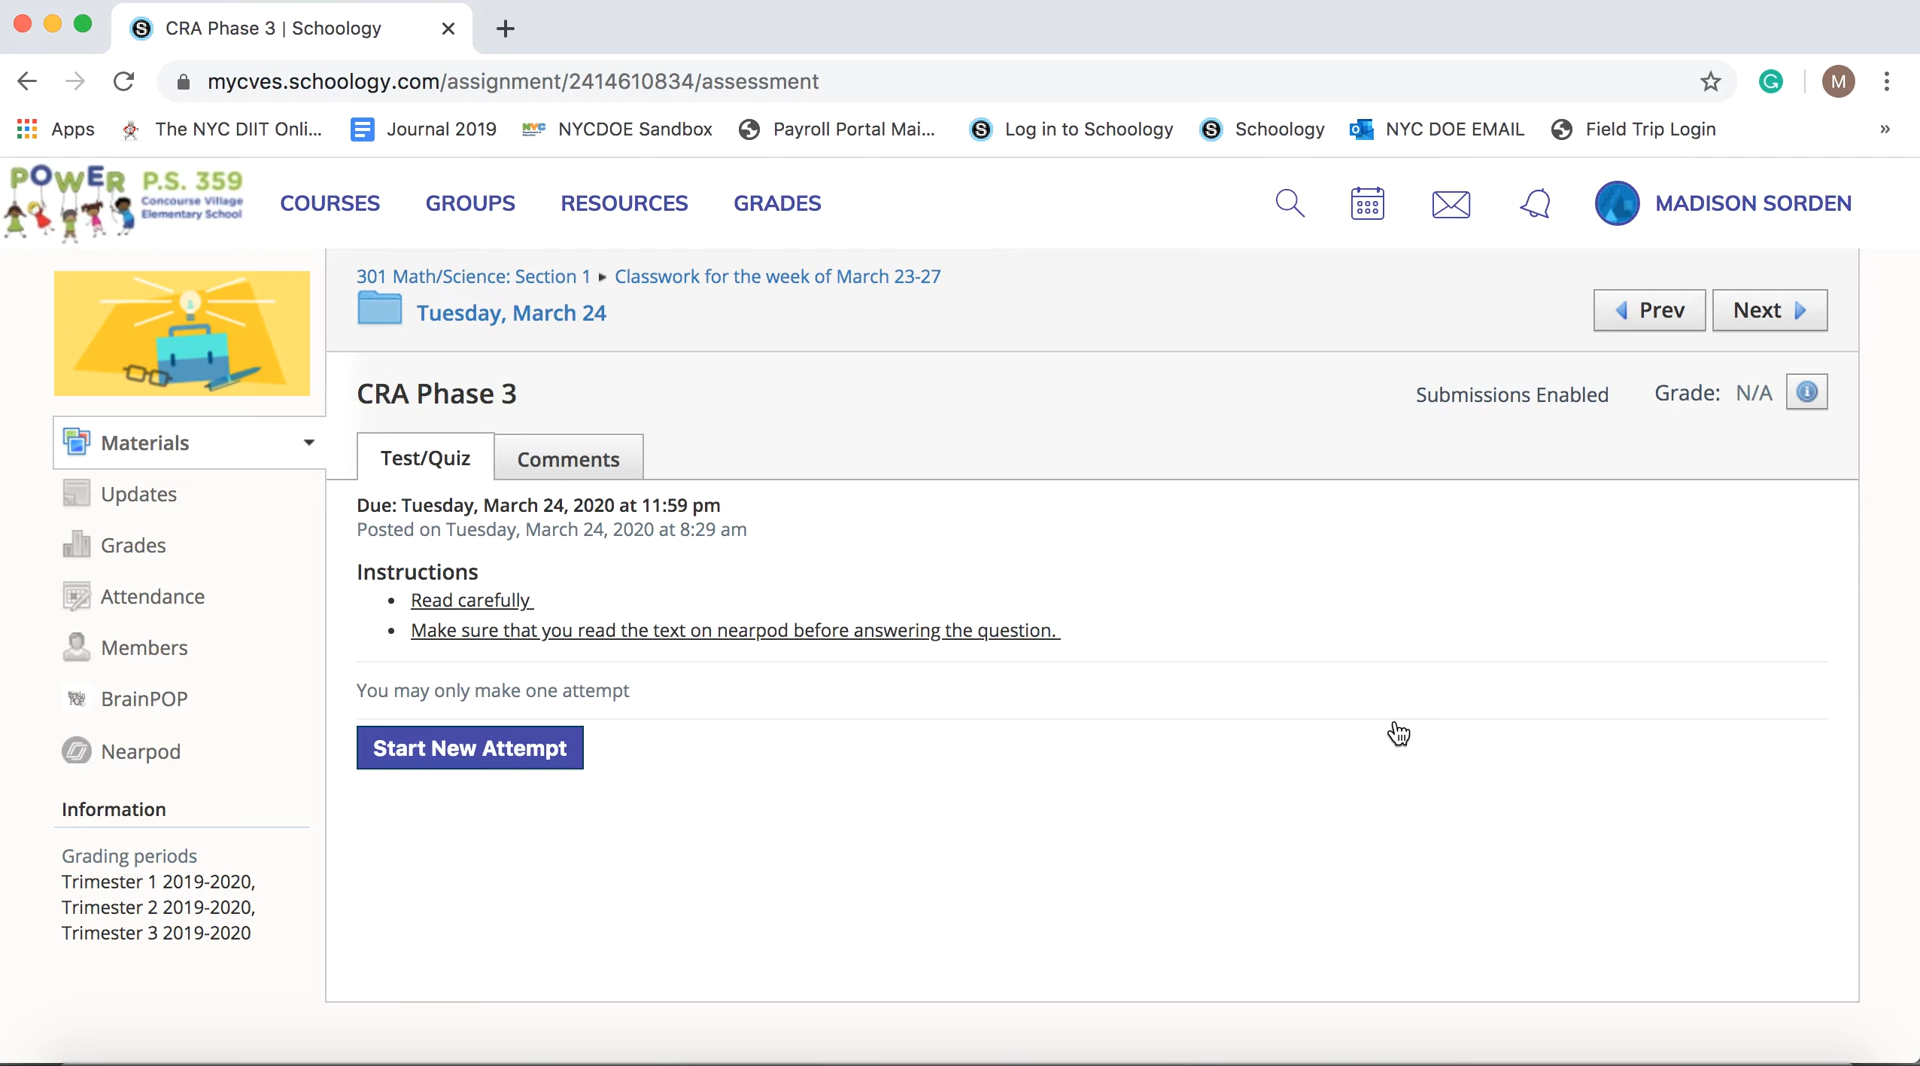 CRA Phase 3 | Schoology
mycves.schoology.com/assignment/2414610834/assessment
M
Apps
The NYC DIIT Onli...
Journal 2019
NYCDOE Sandbox
Payroll Portal Mai...
Log in to Schoology
Schoology
NYC DOE EMAIL
Field Trip Login
»
POWER P.S. 359
Concourse Village
Elementary School
COURSES
GROUPS
RESOURCES
GRADES
MADISON SORDEN
301 Math/Science: Section 1 ▸ Classwork for the week of March 23-27
Tuesday, March 24
Prev
Next
CRA Phase 3
Submissions Enabled
Grade: N/A
Materials
Updates
Grades
Attendance
Members
BrainPOP
Nearpod
Information
Grading periods
Trimester 1 2019-2020,
Trimester 2 2019-2020,
Trimester 3 2019-2020
Test/Quiz
Comments
Due: Tuesday, March 24, 2020 at 11:59 pm
Posted on Tuesday, March 24, 2020 at 8:29 am
Instructions
• Read carefully
• Make sure that you read the text on nearpod before answering the question.
You may only make one attempt
Start New Attempt